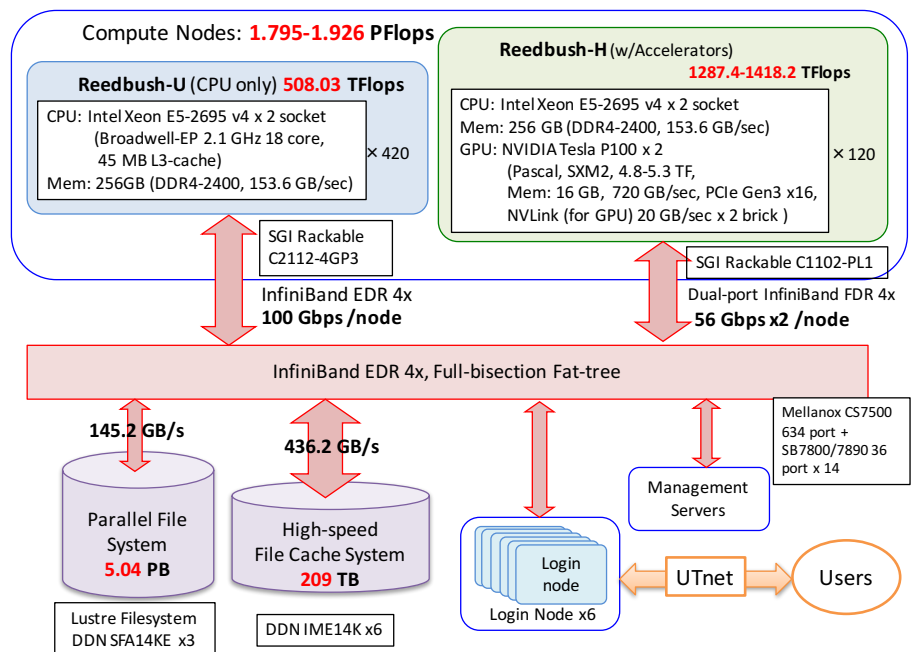 Compute Nodes: 1.795-1.926 PFlops
Reedbush-U (CPU only) 508.03 TFlops
CPU: Intel Xeon E5-2695 v4 x 2 socket
(Broadwell-EP 2.1 GHz 18 core,
45 MB L3-cache)
Mem: 256GB (DDR4-2400, 153.6 GB/sec)
×420
SGI Rackable
C2112-4GP3
InfiniBand EDR 4x
100 Gbps /node
Reedbush-H (w/Accelerators)
1287.4-1418.2 TFlops
CPU: Intel Xeon E5-2695 v4 x 2 socket
Mem: 256 GB (DDR4-2400, 153.6 GB/sec)
GPU: NVIDIA Tesla P100 x 2
(Pascal, SXM2, 4.8-5.3 TF,
Mem: 16 GB, 720 GB/sec, PCIe Gen3 x16,
NVLink (for GPU) 20 GB/sec x 2 brick )
×120
SGI Rackable C1102-PL1
Dual-port InfiniBand FDR 4x
56 Gbps x2 /node
InfiniBand EDR 4x, Full-bisection Fat-tree
Mellanox CS7500
634 port +
SB7800/7890 36
port x 14
145.2 GB/s
436.2 GB/s
Parallel File
System
5.04 PB
Lustre Filesystem
DDN SFA14KE x3
High-speed
File Cache System
209 TB
DDN IME14K x6
Management
Servers
Login
node
Login Node x6
UTnet
Users